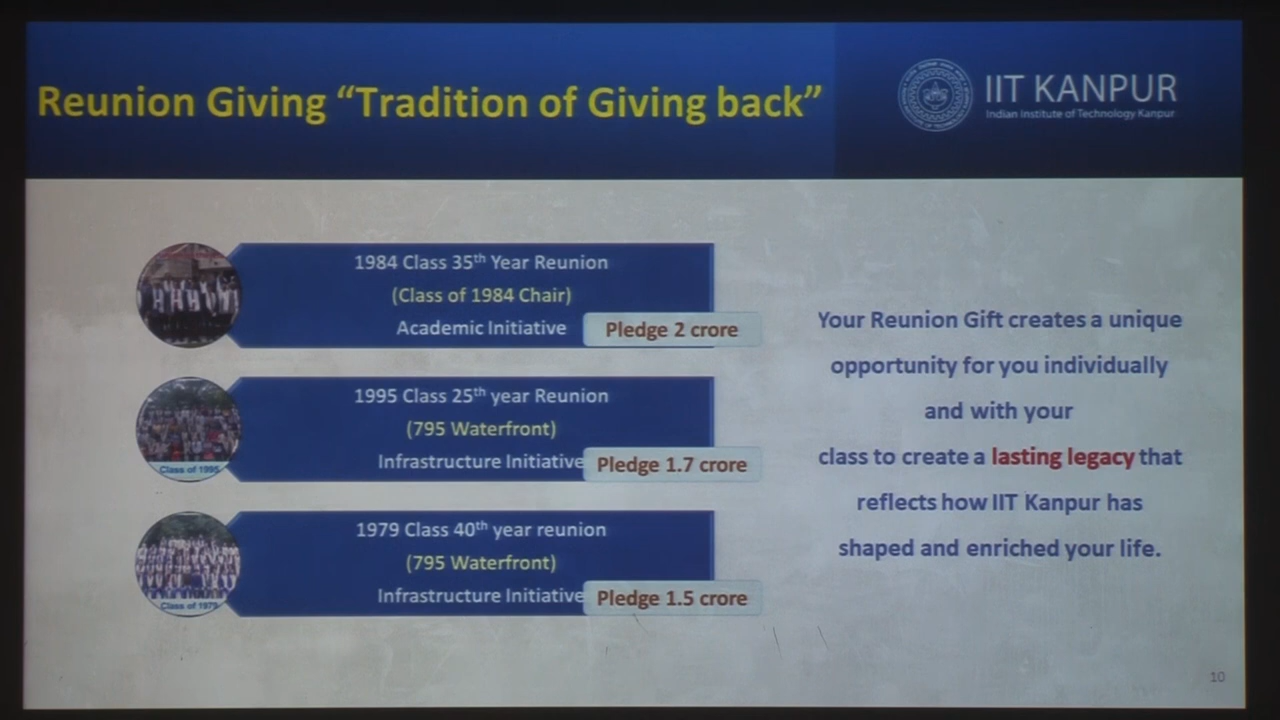 Reunion Giving “Tradition of Giving back”
IIT KANPUR
Indian Institute of Technology Kanpur
1984 Class 35th Year Reunion
(Class of 1984 Chair)
Academic Initiative
Pledge 2 crore
1995 Class 25th year Reunion
(795 Waterfront)
Infrastructure Initiative
Pledge 1.7 crore
Class of 1995
1979 Class 40th year reunion
(795 Waterfront)
Infrastructure Initiative
Pledge 1.5 crore
Class of 1979
Your Reunion Gift creates a unique
opportunity for you individually
and with your
class to create a lasting legacy that
reflects how IIT Kanpur has
shaped and enriched your life.
10